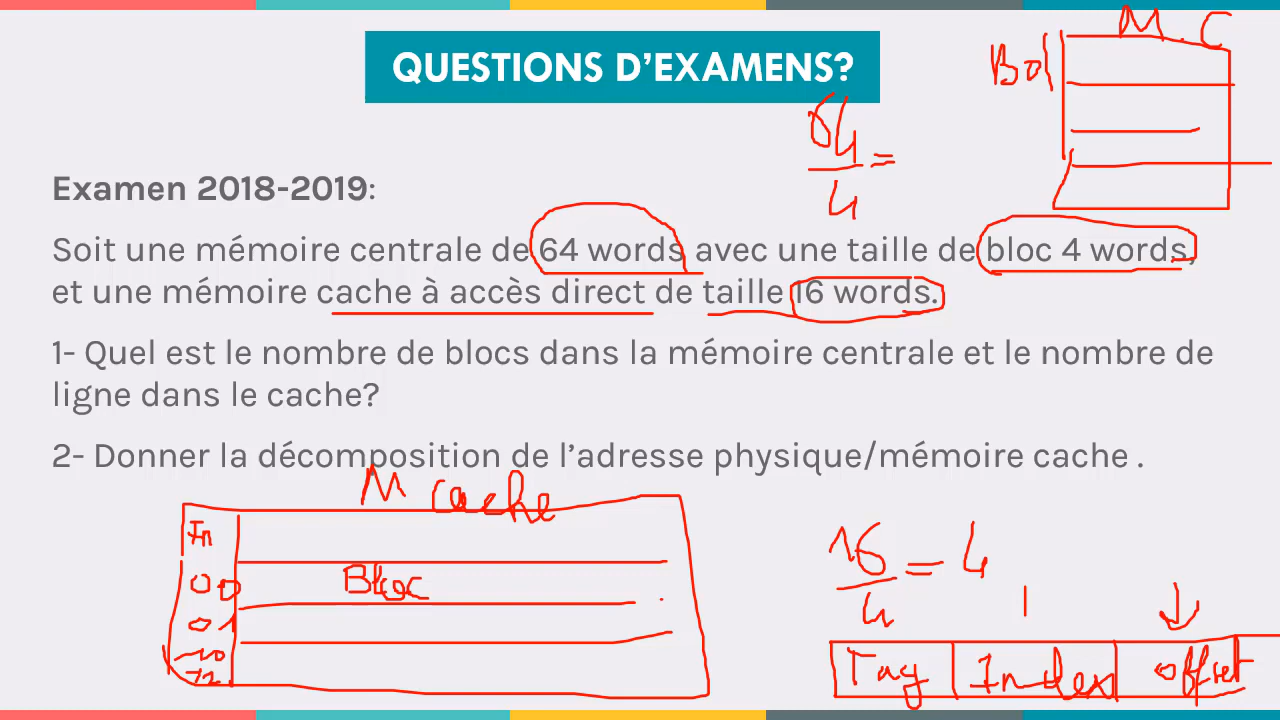 QUESTIONS D'EXAMENS?
M.C
Bol
64
4
=
Examen 2018-2019:
Soit une mémoire centrale de 64 words avec une taille de bloc 4 words,
et une mémoire cache à accès direct de taille 16 words.
1- Quel est le nombre de blocs dans la mémoire centrale et le nombre de
ligne dans le cache?
2- Donner la décomposition de l'adresse physique/mémoire cache .
M cache
In
00
Bloc
01
10
16
4
= 4
Tag Index offset